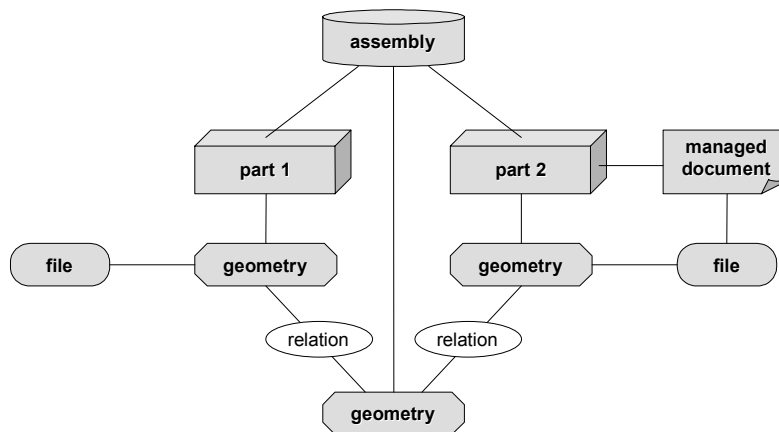 assembly
part 1
part 2
managed
document
file
geometry
geometry
file
relation
relation
geometry